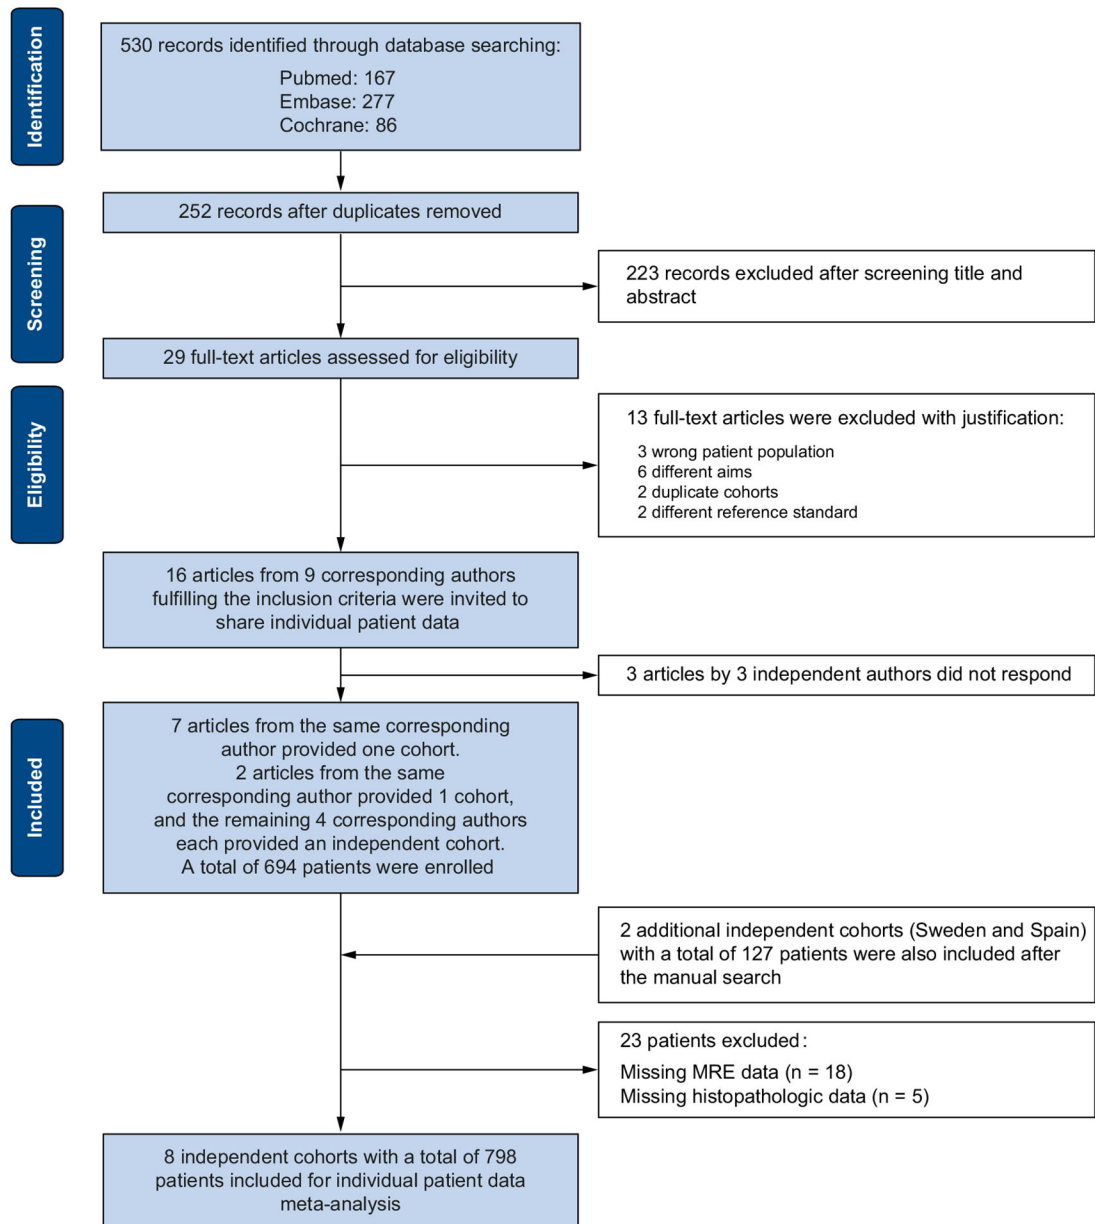 Identification
530 records identified through database searching:
Pubmed: 167
Embase: 277
Cochrane: 86
Screening
252 records after duplicates removed
223 records excluded after screening title and
abstract
29 full-text articles assessed for eligibility
Eligibility
13 full-text articles were excluded with justification:
3 wrong patient population
6 different aims
2 duplicate cohorts
2 different reference standard
16 articles from 9 corresponding authors
fulfilling the inclusion criteria were invited to
share individual patient data
3 articles by 3 independent authors did not respond
Included
7 articles from the same corresponding
author provided one cohort.
2 articles from the same
corresponding author provided 1 cohort,
and the remaining 4 corresponding authors
each provided an independent cohort.
A total of 694 patients were enrolled
2 additional independent cohorts (Sweden and Spain)
with a total of 127 patients were also included after
the manual search
23 patients excluded:
Missing MRE data (n = 18)
Missing histopathologic data (n = 5)
8 independent cohorts with a total of 798
patients included for individual patient data
meta-analysis